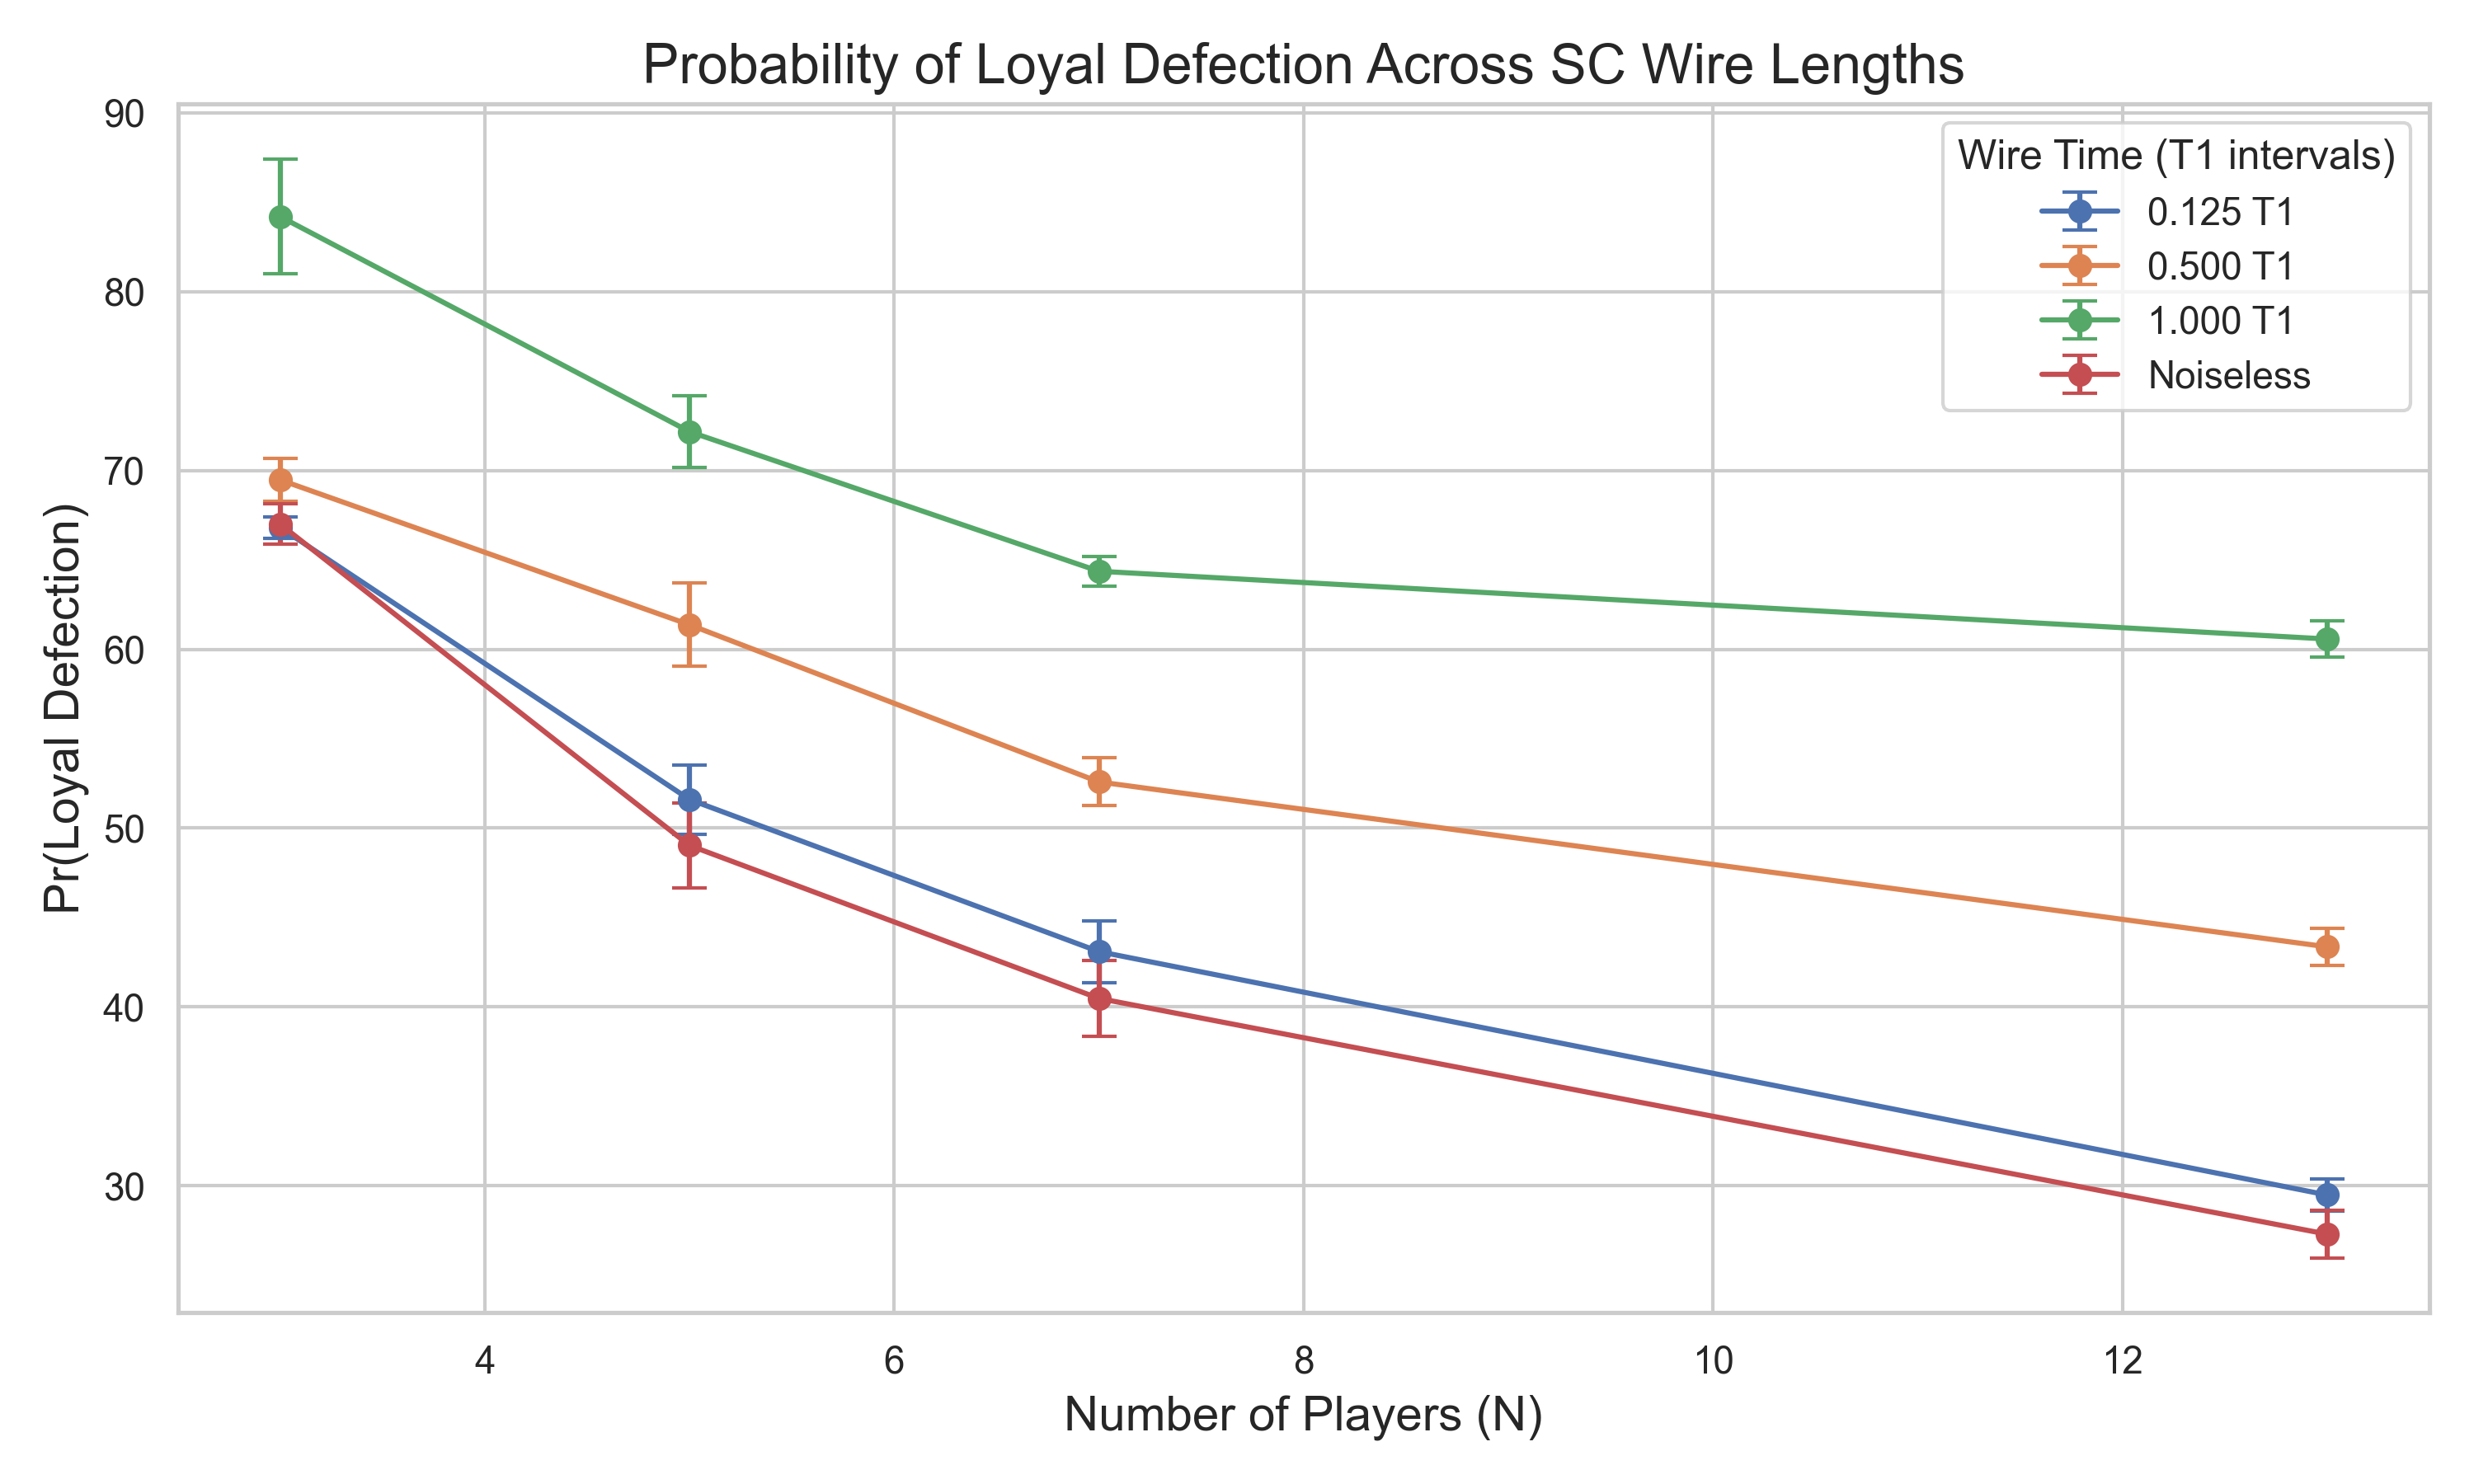 Probability of Loyal Defection Across SC Wire Lengths
Pr(Loyal Defection)
90
80
70
60
50
40
30
Wire Time (T1 intervals)
0.125 T1
0.500 T1
1.000 T1
Noiseless
4 6 8 10 12
Number of Players (N)